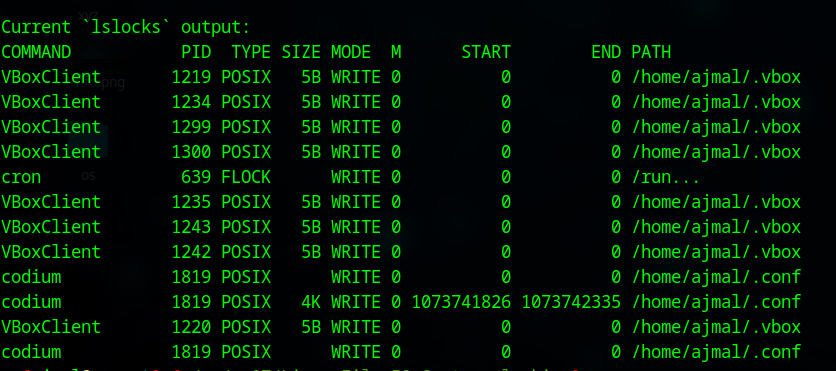 Current `lslocks` output:
COMMAND PID TYPE SIZE MODE M START END PATH
VBoxClient 1219 POSIX 5B WRITE 0 0 0 /home/ajmal/.vbox
VBoxClient 1234 POSIX 5B WRITE 0 0 0 /home/ajmal/.vbox
VBoxClient 1299 POSIX 5B WRITE 0 0 0 /home/ajmal/.vbox
VBoxClient 1300 POSIX 5B WRITE 0 0 0 /home/ajmal/.vbox
cron 639 FLOCK WRITE 0 0 0 /run...
VBoxClient 1235 POSIX 5B WRITE 0 0 0 /home/ajmal/.vbox
VBoxClient 1243 POSIX 5B WRITE 0 0 0 /home/ajmal/.vbox
VBoxClient 1242 POSIX 5B WRITE 0 0 0 /home/ajmal/.vbox
codium 1819 POSIX WRITE 0 0 0 /home/ajmal/.conf
codium 1819 POSIX 4K WRITE 0 1073741826 1073742335 /home/ajmal/.conf
VBoxClient 1220 POSIX 5B WRITE 0 0 0 /home/ajmal/.vbox
codium 1819 POSIX WRITE 0 0 0 /home/ajmal/.conf